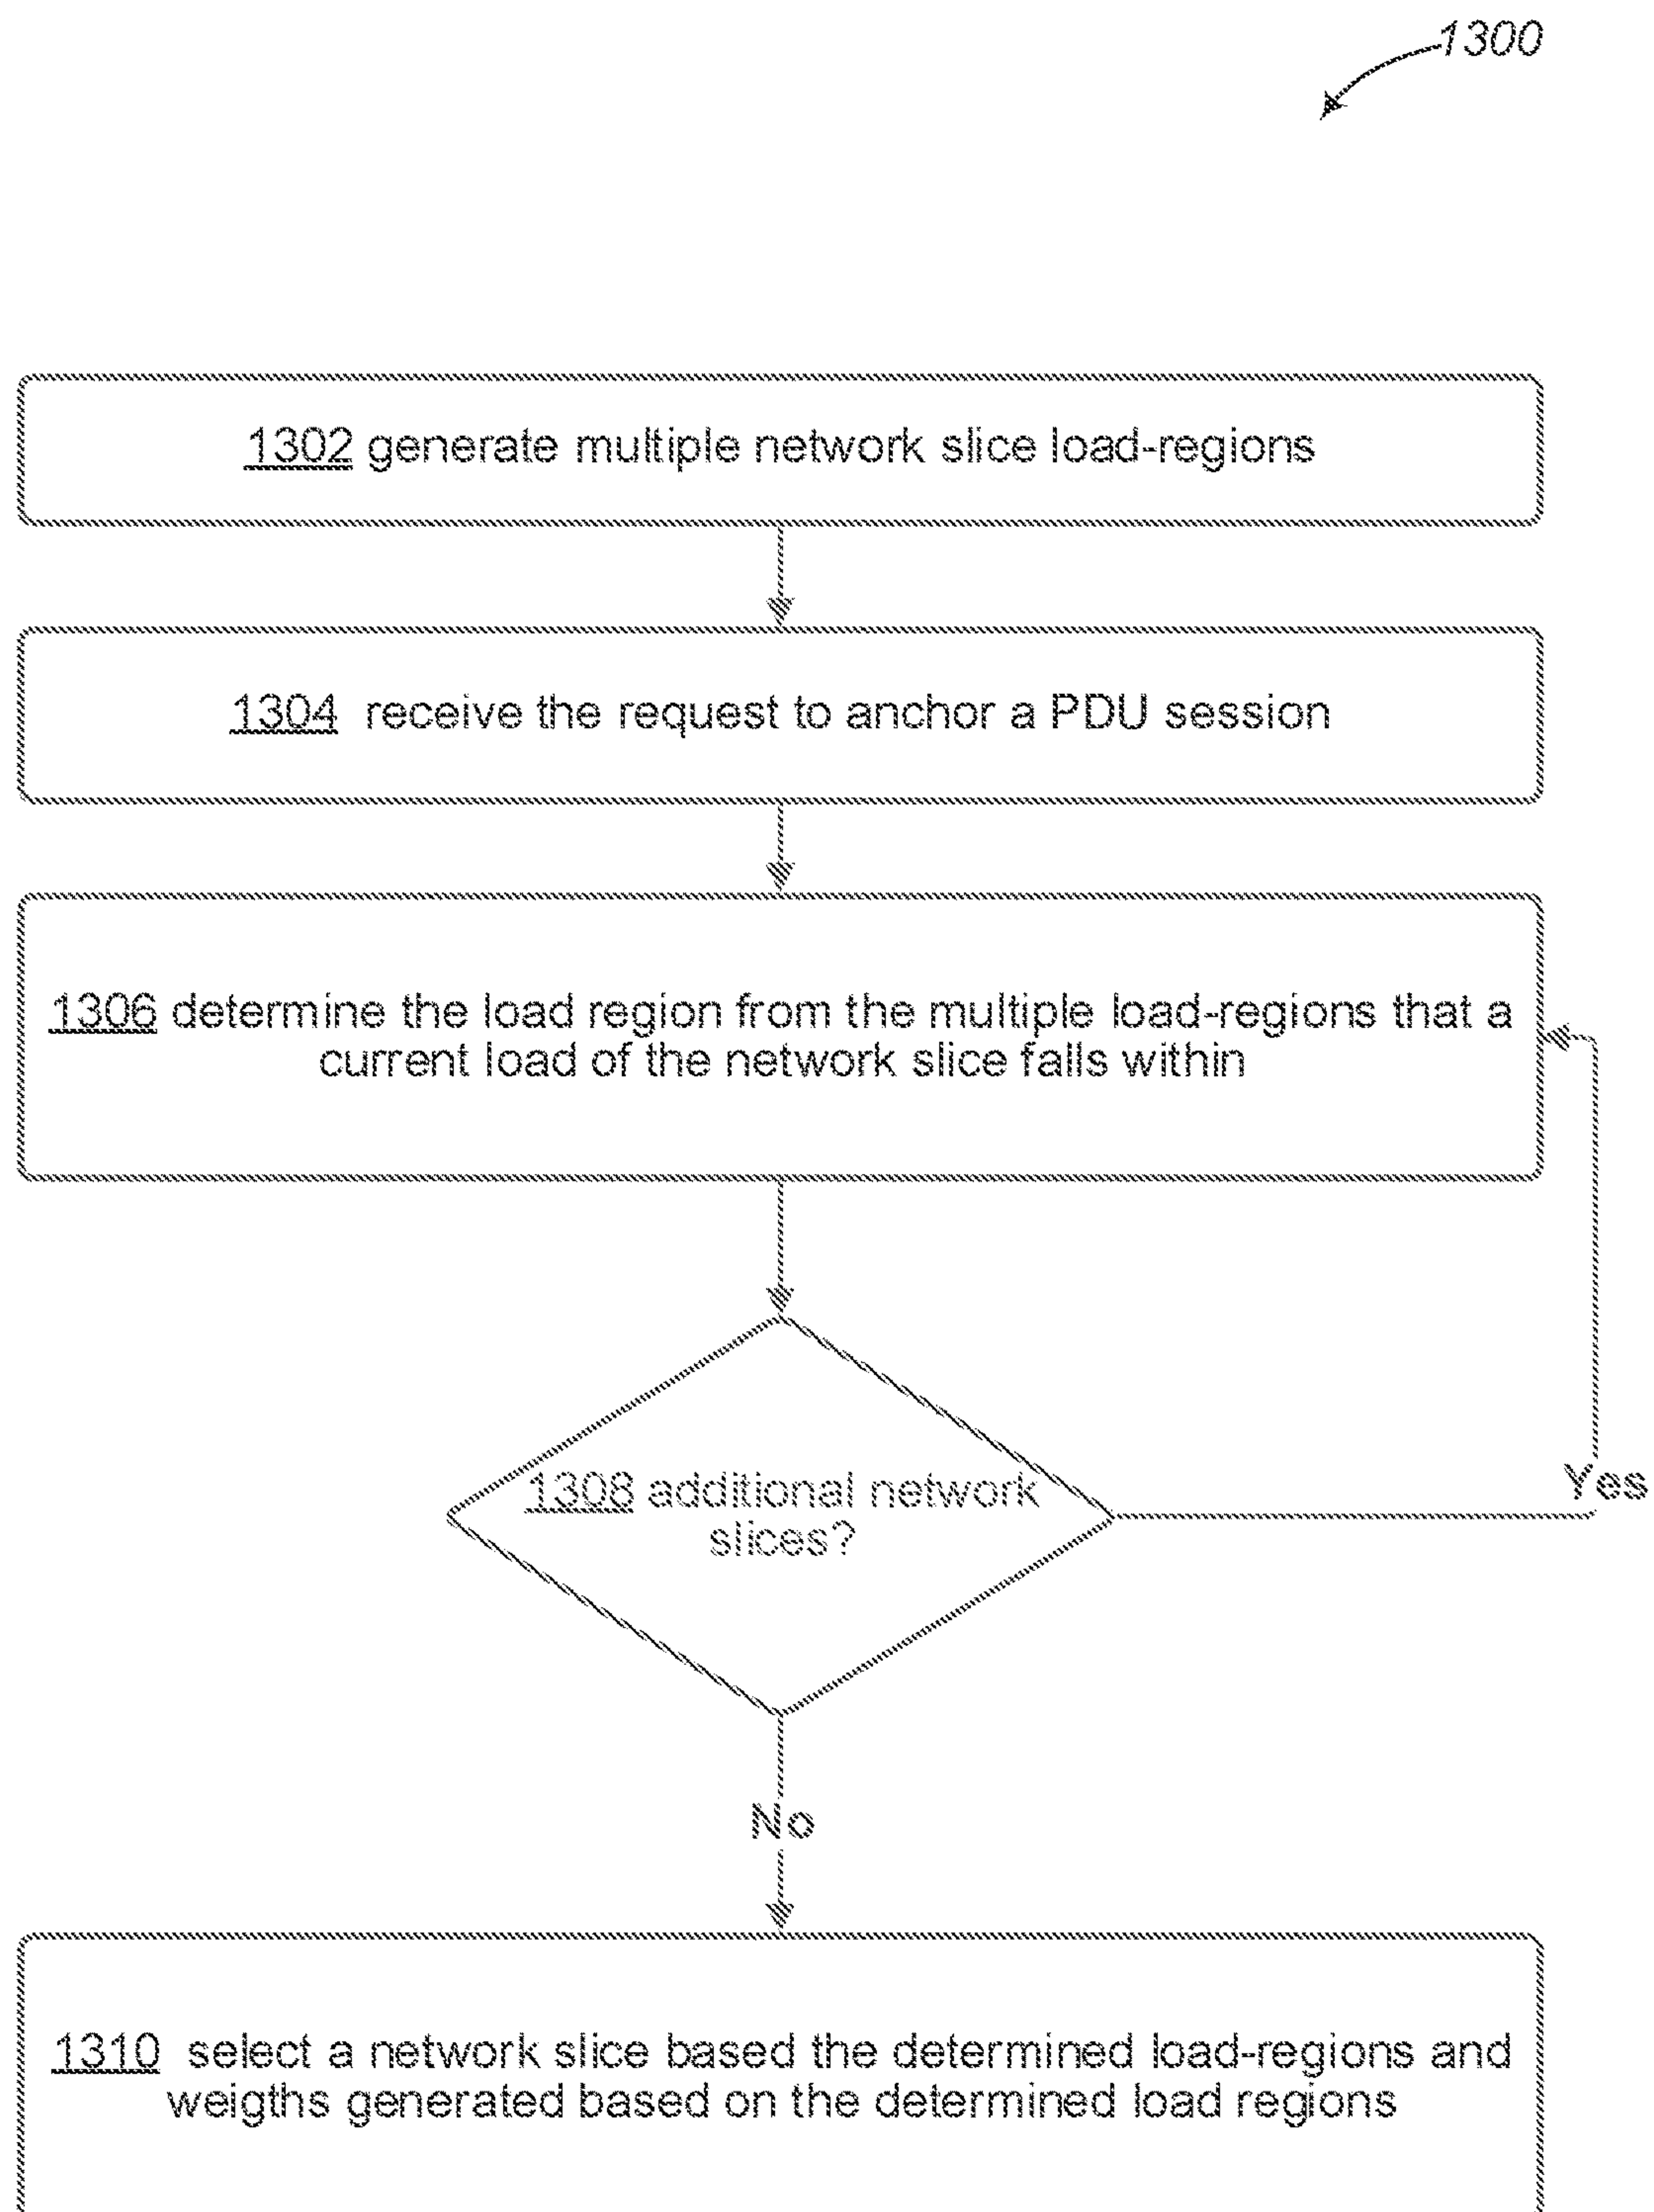 1300
1302 generate multiple network slice load-regions
1304 receive the request to anchor a PDU session
1306 determine the load region from the multiple load-regions that a
current load of the network slice falls within
1308 additional network
slices?
Yes
No
1310 select a network slice based the determined load-regions and
weigths generated based on the determined load regions